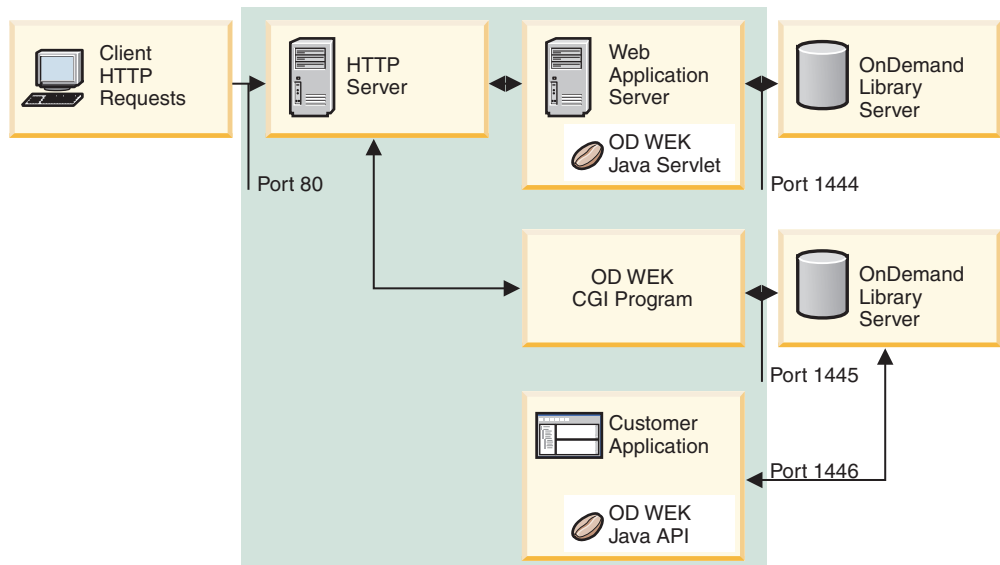 Client
HTTP
Requests
HTTP
Server
Web
Application
Server
OD WEK
Java Servlet
OnDemand
Library
Server
Port 80
Port 1444
OD WEK
CGI Program
OnDemand
Library
Server
Port 1445
Customer
Application
OD WEK
Java API
Port 1446